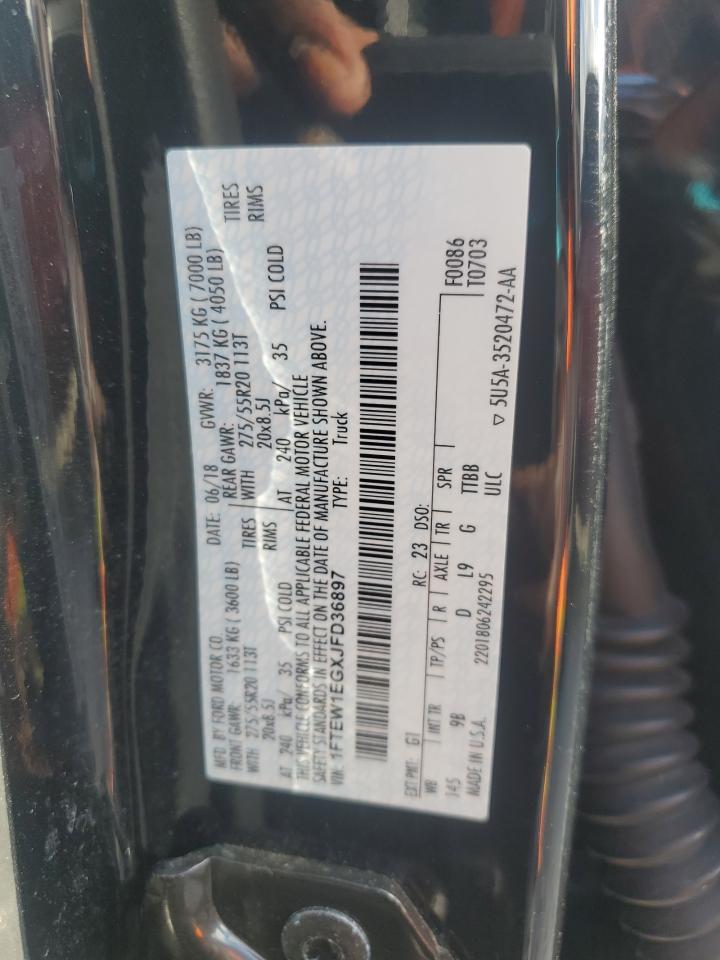 MFD. BY FORD MOTOR CO. DATE: 06/18 GVWR: 3175 KG ( 7000 LB)
FRONT GAWR: 1633 KG ( 3600 LB) REAR GAWR: 1837 KG ( 4050 LB)
WITH 275/55R20 113T TIRES WITH 275/55R20 113T TIRES
20x8.5J RIMS 20x8.5J RIMS
AT 240 kPa/ 35 PSI COLD AT 240 kPa/ 35 PSI COLD
THIS VEHICLE CONFORMS TO ALL APPLICABLE FEDERAL MOTOR VEHICLE
SAFETY STANDARDS IN EFFECT ON THE DATE OF MANUFACTURE SHOWN ABOVE.
VIN: 1FTEW1EGXJFD36897 TYPE: Truck
EXT PNT: G1 RC: 23 DSO: F0086
WB INT TR TP/PS R AXLE TR SPR T0703
145 9B D L9 G TTBB
2201806242295 ULC
MADE IN U.S.A. ▽ 5U5A-3520472-AA